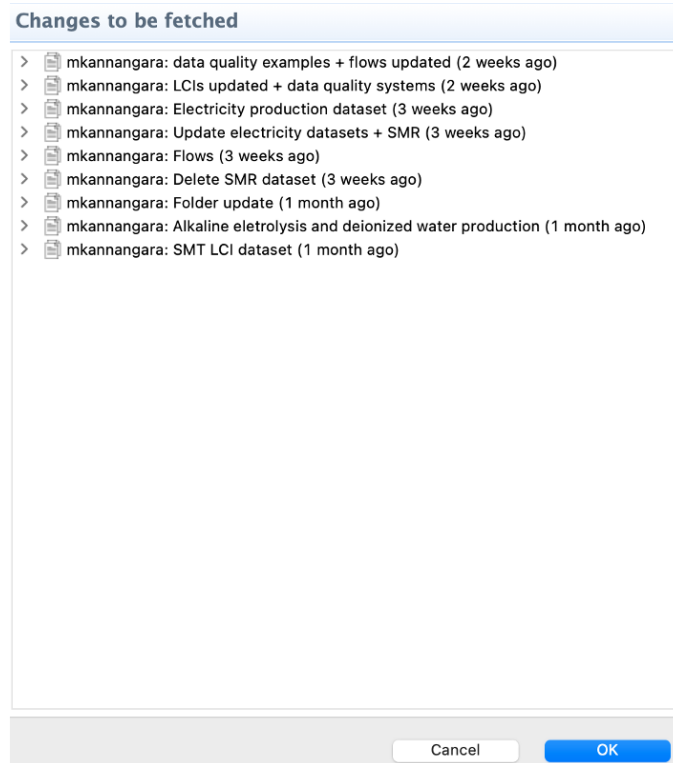 Changes to be fetched
mkannangara: data quality examples + flows updated (2 weeks ago)
mkannangara: LCIs updated + data quality systems (2 weeks ago)
mkannangara: Electricity production dataset (3 weeks ago)
mkannangara: Update electricity datasets + SMR (3 weeks ago)
mkannangara: Flows (3 weeks ago)
mkannangara: Delete SMR dataset (3 weeks ago)
mkannangara: Folder update (1 month ago)
mkannangara: Alkaline eletrolysis and deionized water production (1 month ago)
mkannangara: SMT LCI dataset (1 month ago)
Cancel OK